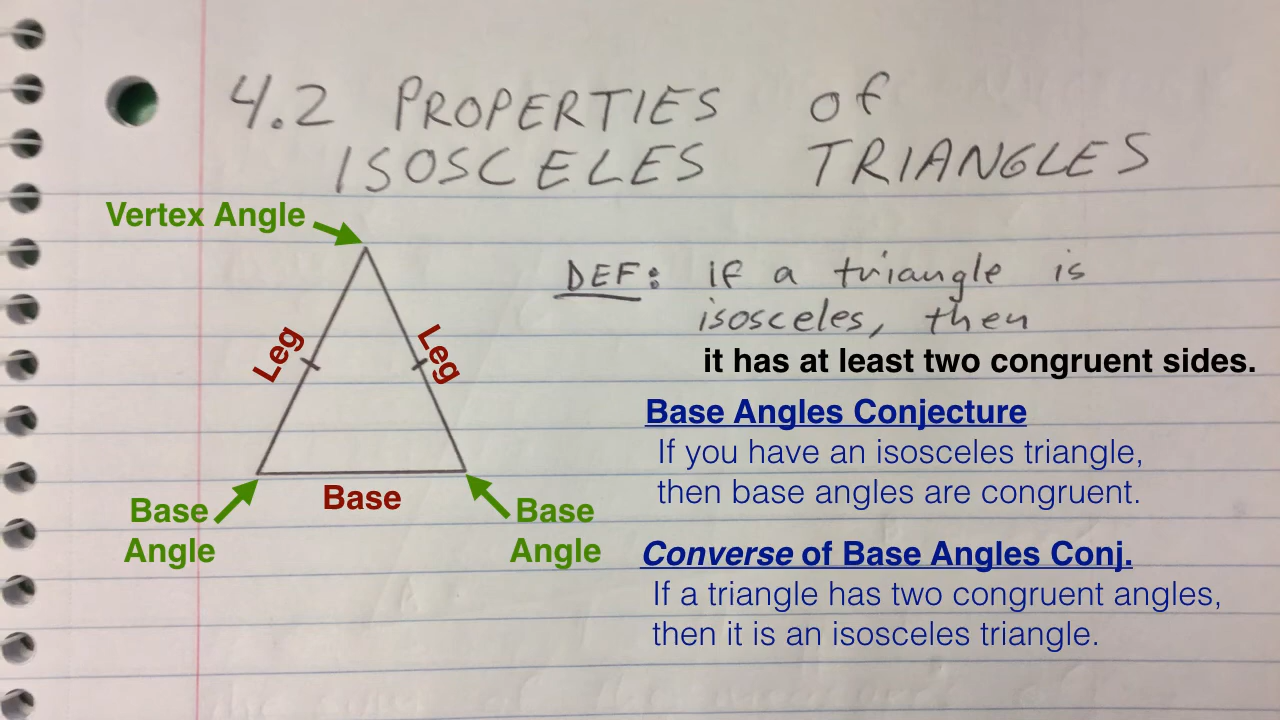 4.2 PROPERTIES of
ISOSCELES TRIANGLES
Vertex Angle
DEF: if a triangle is
isosceles, then
it has at least two congruent sides.
Leg
Leg
Base Angles Conjecture
If you have an isosceles triangle,
then base angles are congruent.
Base
Base
Angle
Base
Angle
Converse of Base Angles Conj.
If a triangle has two congruent angles,
then it is an isosceles triangle.